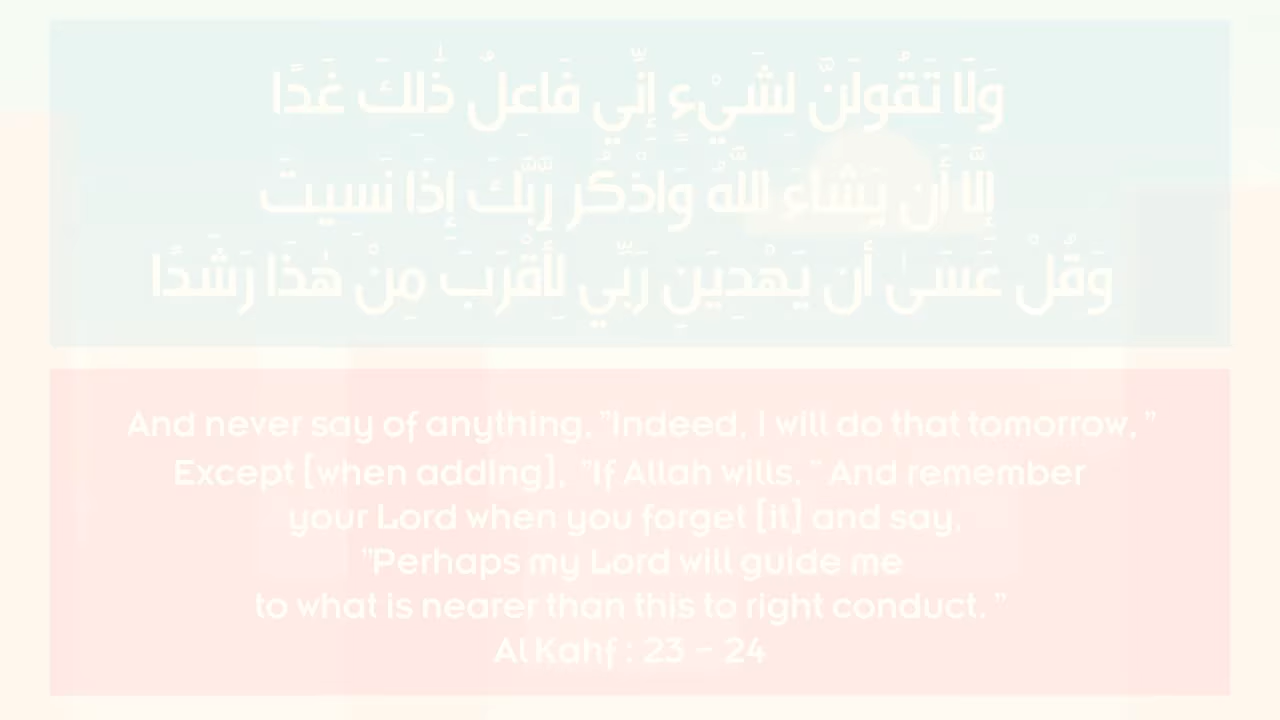 وَلَا تَقُولَنَّ لِشَيْءٍ إِنِّي فَاعِلٌ ذَٰلِكَ غَدًا
إِلَّا أَن يَشَاءَ اللَّهُ وَاذْكُر رَّبَّكَ إِذَا نَسِيتَ
وَقُلْ عَسَىٰ أَن يَهْدِيَنِ رَبِّي لِأَقْرَبَ مِنْ هَٰذَا رَشَدًا
And never say of anything, "Indeed, I will do that tomorrow,"
Except [when adding], "If Allah wills." And remember
your Lord when you forget [it] and say,
"Perhaps my Lord will guide me
to what is nearer than this to right conduct."
Al Kahf : 23 - 24